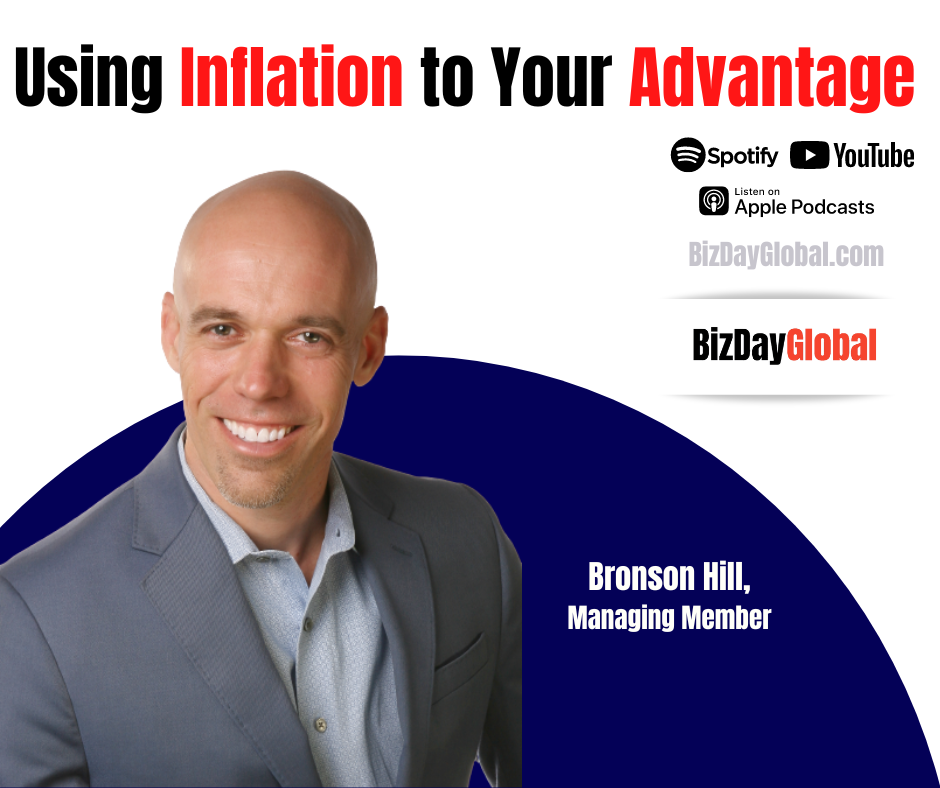 Using Inflation to Your Advantage
Spotify YouTube
Listen on
Apple Podcasts
BizDayGlobal.com
BizDayGlobal
Bronson Hill,
Managing Member